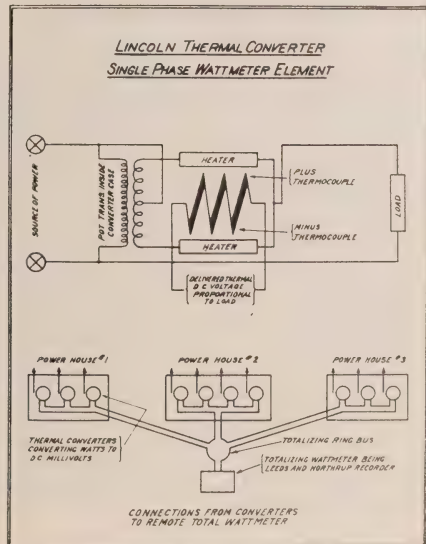 LINCOLN THERMAL CONVERTER
SINGLE PHASE WATTMETER ELEMENT
SOURCE OF POWER
POT TRANS INSIDE
CONVERTER CASE
HEATER
PLUS
THERMOCOUPLE
MINUS
THERMOCOUPLE
HEATER
LOAD
DELIVERED THERMAL
D C VOLTAGE
PROPORTIONAL
TO LOAD
POWER HOUSE #1
POWER HOUSE #2
POWER HOUSE #3
THERMAL CONVERTERS
CONVERTING WATTS TO
D C MILLIVOLTS
TOTALIZING RING BUS
TOTALIZING WATTMETER BEING
LEEDS AND NORTHRUP RECORDER
CONNECTIONS FROM CONVERTERS
TO REMOTE TOTAL WATTMETER